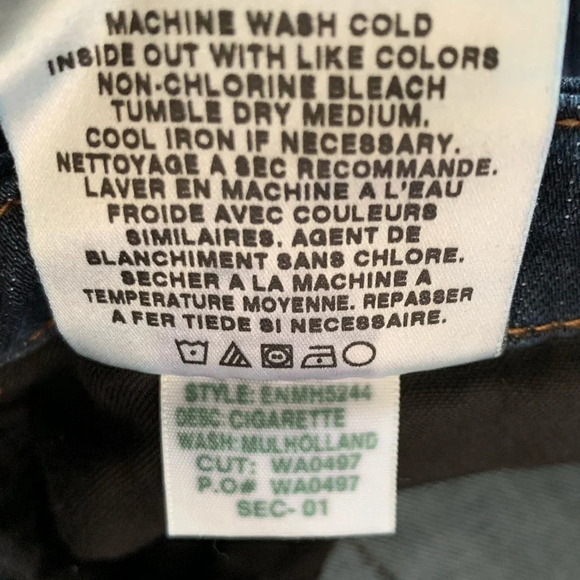 MACHINE WASH COLD
INSIDE OUT WITH LIKE COLORS
NON-CHLORINE BLEACH
TUMBLE DRY MEDIUM.
COOL IRON IF NECESSARY.
NETTOYAGE A SEC RECOMMANDE.
LAVER EN MACHINE A L'EAU
FROIDE AVEC COULEURS
SIMILAIRES. AGENT DE
BLANCHIMENT SANS CHLORE.
SECHER A LA MACHINE A
TEMPERATURE MOYENNE. REPASSER
A FER TIEDE SI NECESSAIRE.
STYLE: ENMH5244
DESC: CIGARETTE
WASH: MULHOLLAND
CUT: WA0497
P.O# WA0497
SEC- 01